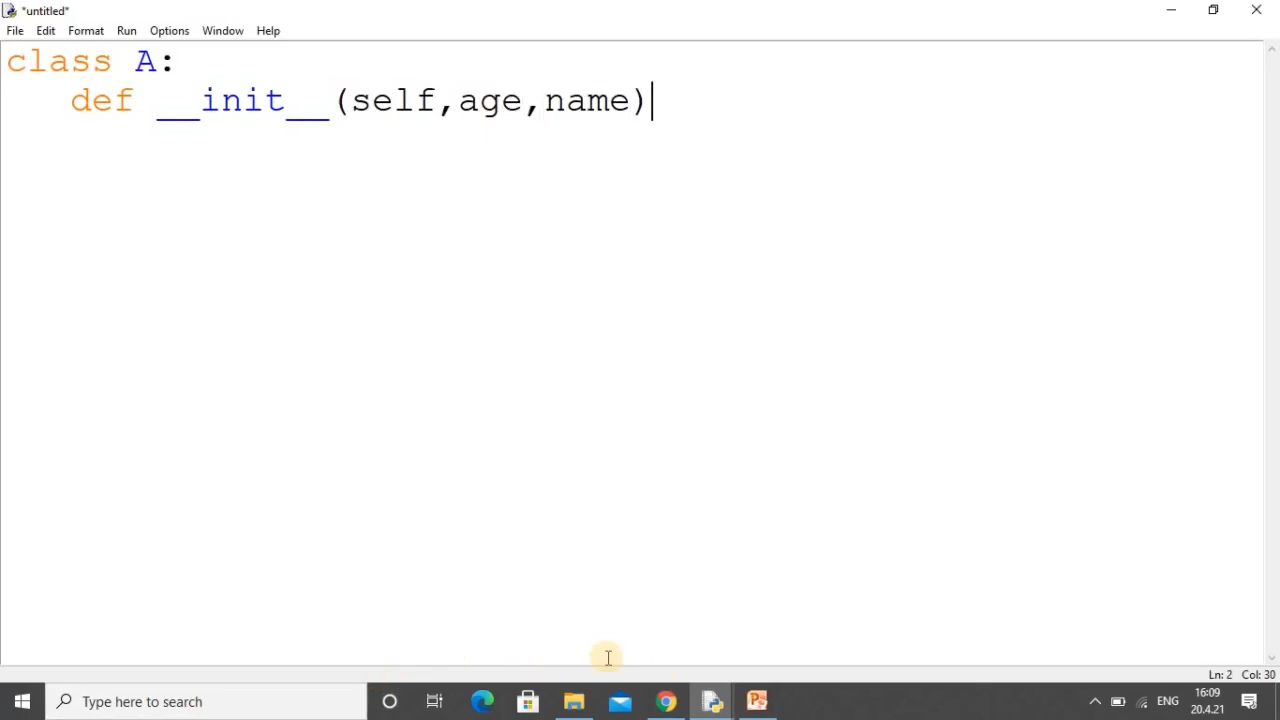 *untitled*
File Edit Format Run Options Window Help
class A:
   def __init__(self,age,name)
Ln: 2 Col: 30
Type here to search
ENG
16:09
20.4.21